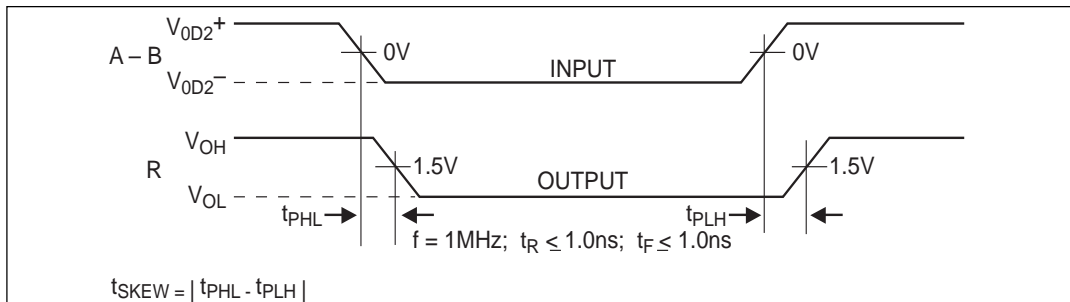 V0D2+
A – B
0V
0V
V0D2–
INPUT
VOH
R
1.5V
1.5V
VOL
OUTPUT
tPHL
tPLH
f = 1MHz; tR ≤ 1.0ns; tF ≤ 1.0ns
tSKEW = | tPHL - tPLH |